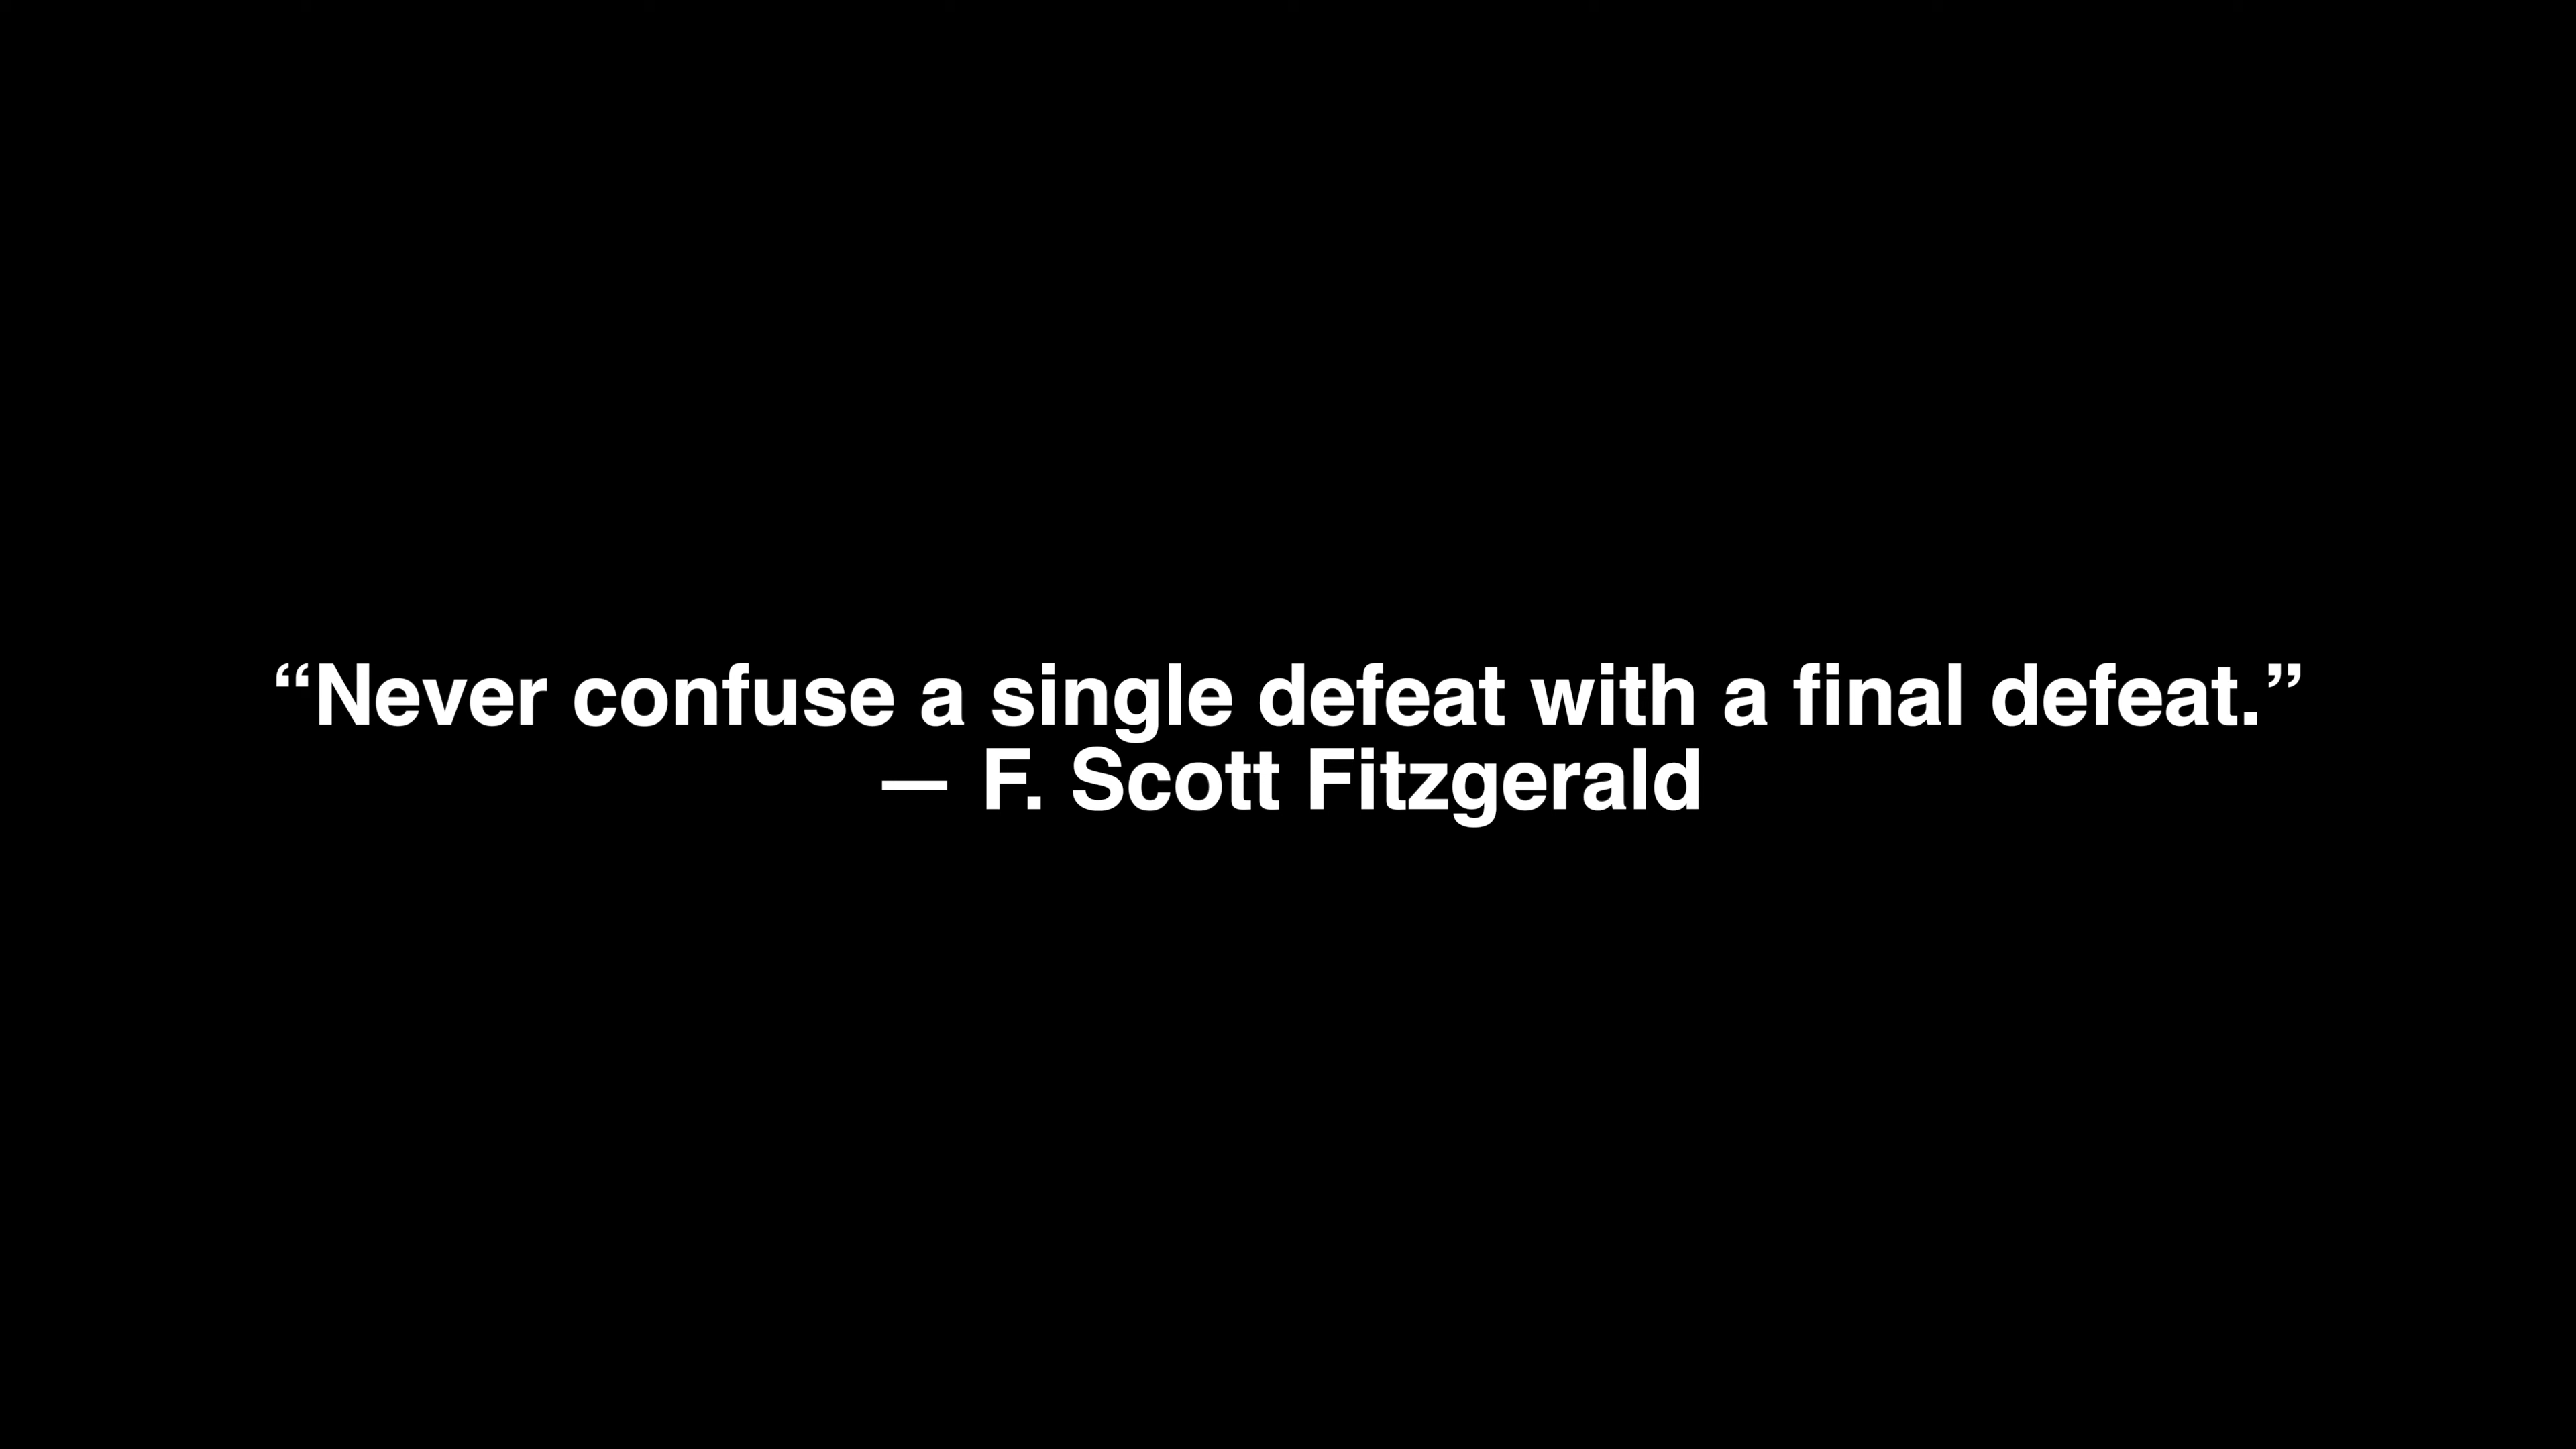 “Never confuse a single defeat with a final defeat.”
— F. Scott Fitzgerald